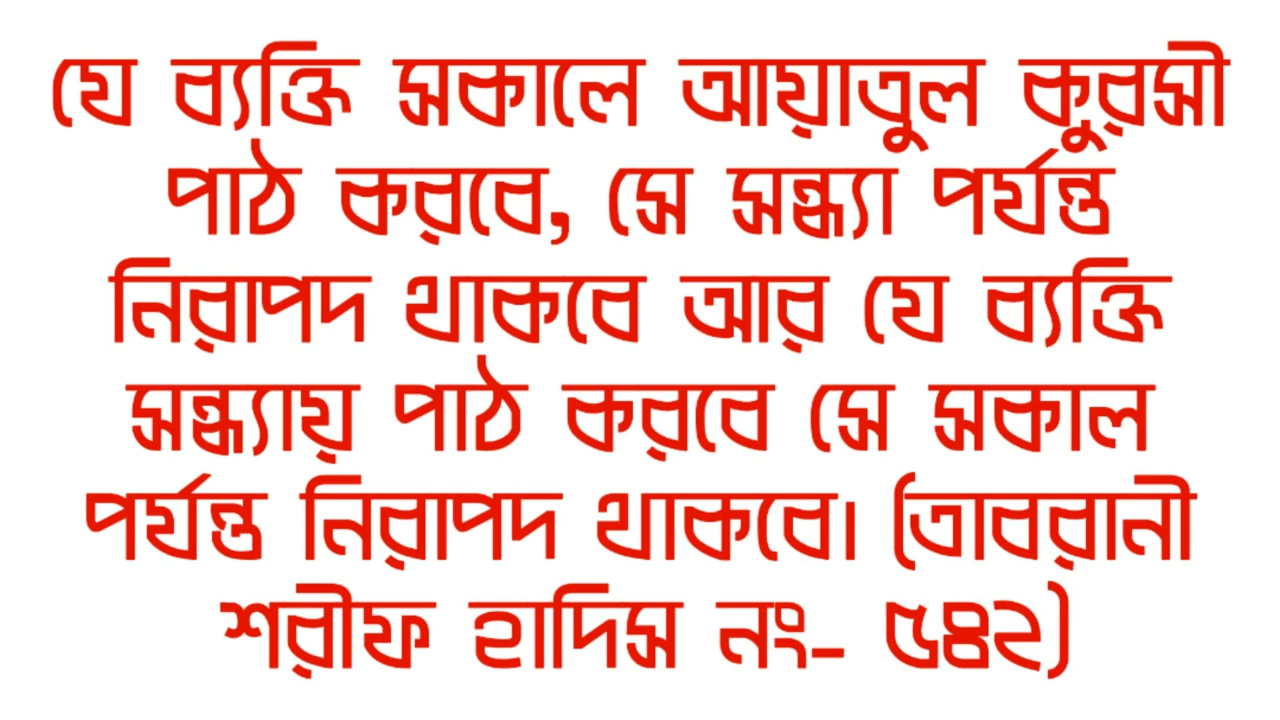 যে ব্যক্তি সকালে আয়াতুল কুরসী
পাঠ করবে, সে সন্ধ্যা পর্যন্ত
নিরাপদ থাকবে আর যে ব্যক্তি
সন্ধ্যায় পাঠ করবে সে সকাল
পর্যন্ত নিরাপদ থাকবে। (তাবরানী
শরীফ হাদিস নং- ৫৪২)